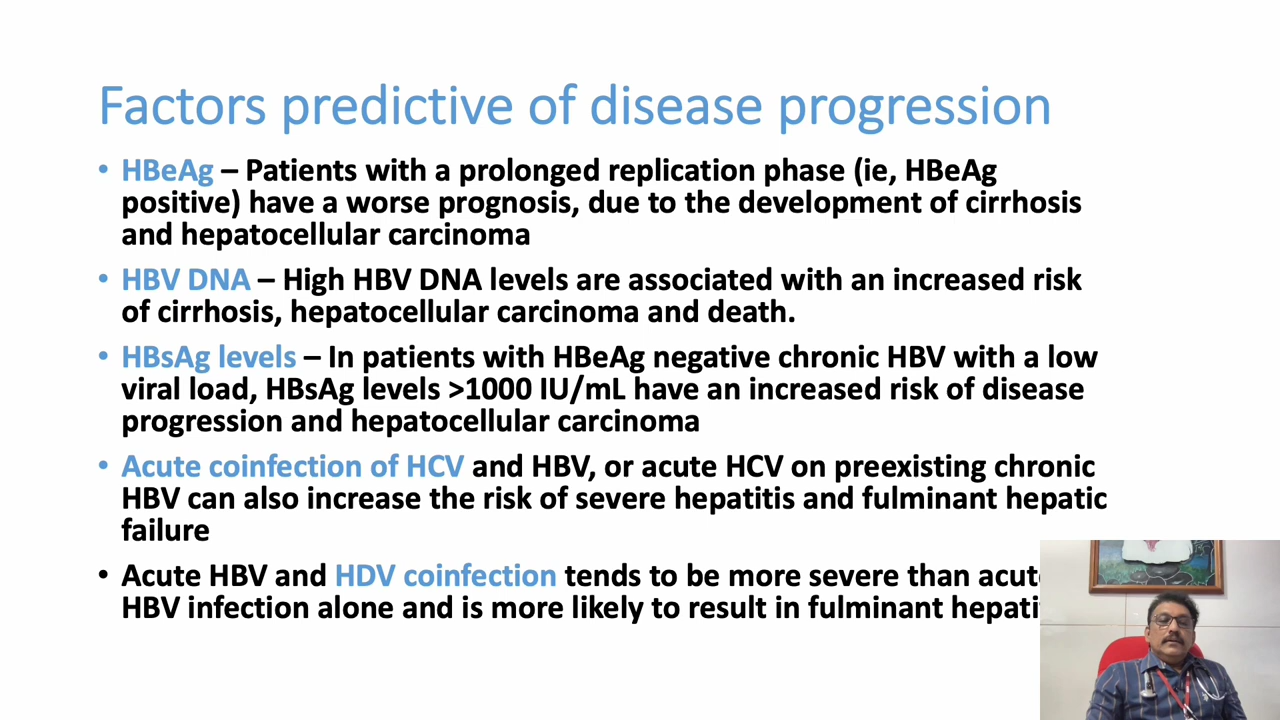 Factors predictive of disease progression
• HBeAg – Patients with a prolonged replication phase (ie, HBeAg
positive) have a worse prognosis, due to the development of cirrhosis
and hepatocellular carcinoma
• HBV DNA – High HBV DNA levels are associated with an increased risk
of cirrhosis, hepatocellular carcinoma and death.
• HBsAg levels – In patients with HBeAg negative chronic HBV with a low
viral load, HBsAg levels >1000 IU/mL have an increased risk of disease
progression and hepatocellular carcinoma
• Acute coinfection of HCV and HBV, or acute HCV on preexisting chronic
HBV can also increase the risk of severe hepatitis and fulminant hepatic
failure
• Acute HBV and HDV coinfection tends to be more severe than
HBV infection alone and is more likely to result in fulminant